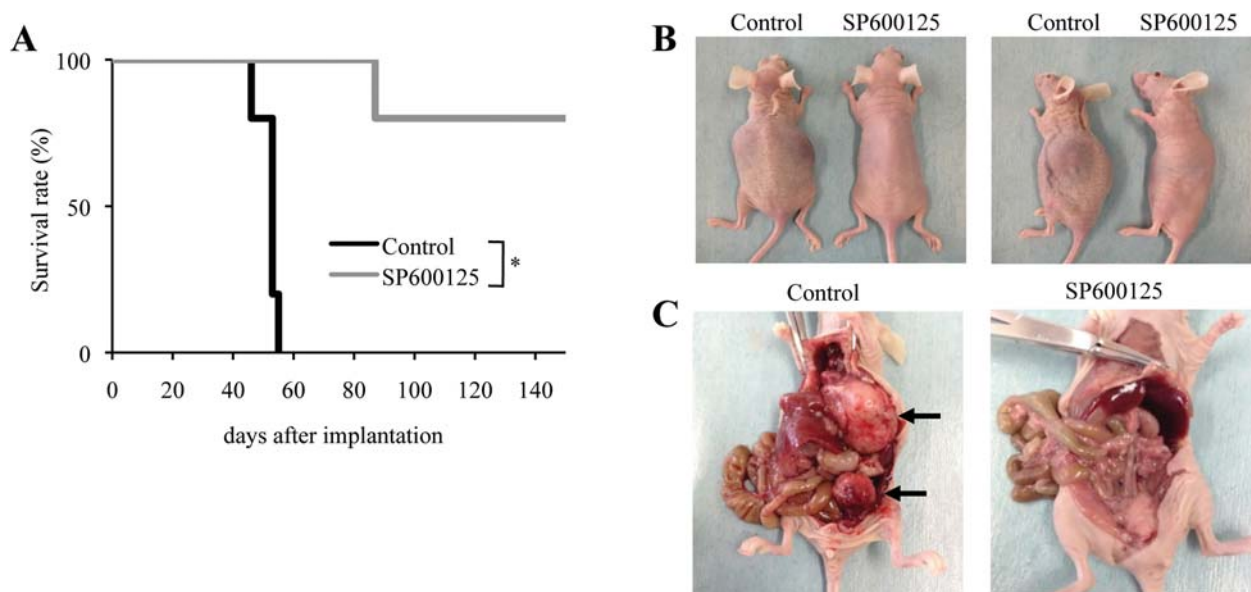 A
100
50
0
Survival rate (%)
Control
SP600125
*
0 20 40 60 80 100 120 140
days after implantation
B
Control SP600125
Control SP600125
C
Control
SP600125